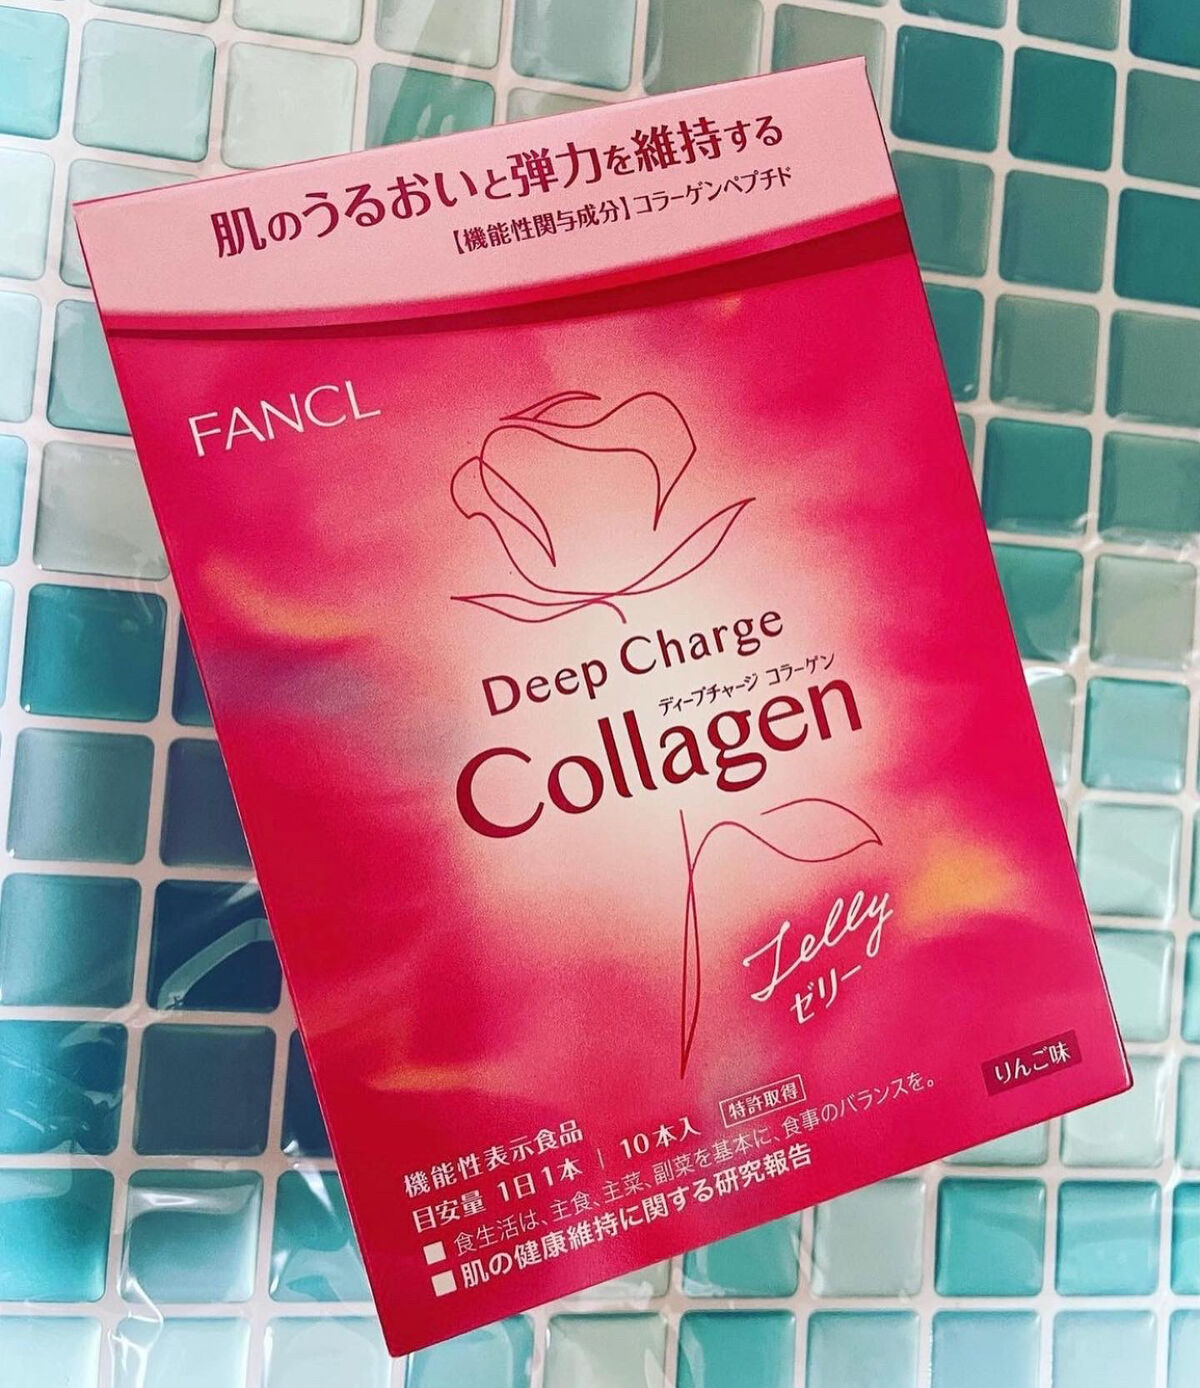 肌のうるおいと弾力を維持する
【機能性関与成分】コラーゲンペプチド
FANCL
Deep Charge
ディープチャージ コラーゲン
Collagen
Jelly
ゼリー
りんご味
機能性表示食品
目安量 1日1本 | 10本入 特許取得
■ 食生活は、主食、主菜、副菜を基本に、食事のバランスを。
■ 肌の健康維持に関する研究報告